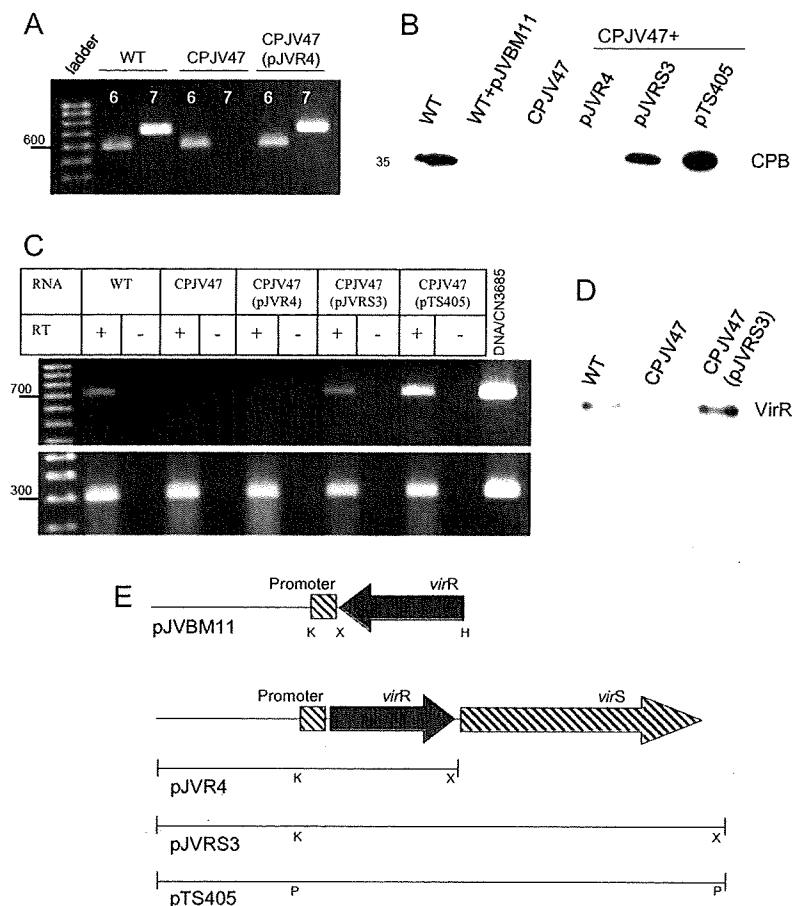 A
ladder
WT
CPJV47
CPJV47
(pJVR4)
6 7 6 7 6 7
600
B
CPJV47+
WT
WT+pJVBM11
CPJV47
pJVR4
pJVRS3
pTS405
35
CPB
C
RNA
WT
CPJV47
CPJV47
(pJVR4)
CPJV47
(pJVRS3)
CPJV47
(pTS405)
DNA/CN3685
RT
+ - + - + - + - + -
700
300
D
WT
CPJV47
CPJV47
(pJVRS3)
VirR
E
Promoter
virR
K X H
pJVBM11
Promoter
virR
virS
K X
pJVR4
K X
pJVRS3
P P
pTS405